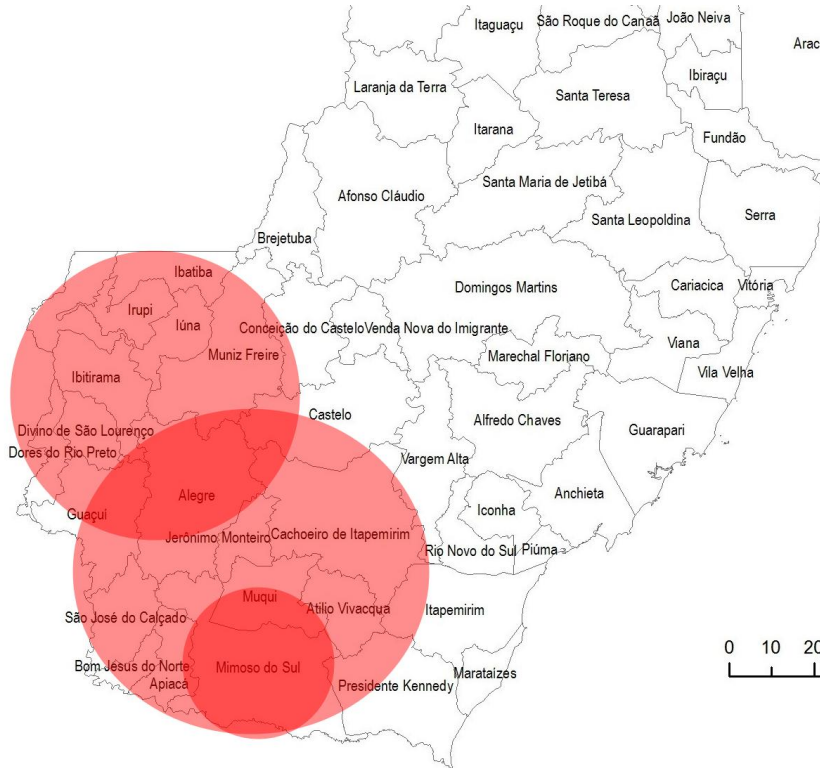 Itaguaçu
São Roque do Canaã
João Neiva
Arac
Laranja da Terra
Santa Teresa
Ibiraçu
Itarana
Fundão
Afonso Cláudio
Santa Maria de Jetibá
Santa Leopoldina
Serra
Brejetuba
Ibatiba
Domingos Martins
Cariacica
Vitória
Irupi
Iúna
Conceição do Castelo
Venda Nova do Imigrante
Viana
Muniz Freire
Marechal Floriano
Vila Velha
Ibitirama
Castelo
Alfredo Chaves
Guarapari
Divino de São Lourenço
Dores do Rio Preto
Vargem Alta
Anchieta
Alegre
Guaçuí
Iconha
Jerônimo Monteiro
Cachoeiro de Itapemirim
Rio Novo do Sul
Piúma
Muqui
Atilio Vivacqua
Itapemirim
São José do Calçado
Bom Jesus do Norte
Mimoso do Sul
Apiacá
Presidente Kennedy
Marataízes
0 10 20